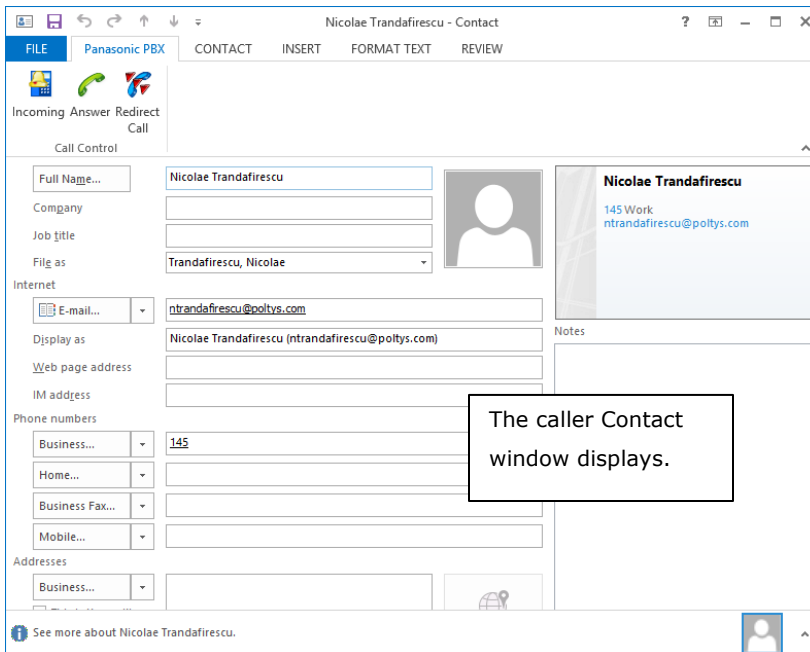 Nicolae Trandafirescu - Contact
FILE Panasonic PBX CONTACT INSERT FORMAT TEXT REVIEW
Incoming Answer Redirect
Call
Call Control
Full Name... Nicolae Trandafirescu
Company
Job title
File as Trandafirescu, Nicolae
Internet
E-mail... ntrandafirescu@poltys.com
Display as Nicolae Trandafirescu (ntrandafirescu@poltys.com)
Web page address
IM address
Phone numbers
Business... 145
Home...
Business Fax...
Mobile...
Addresses
Business...
Nicolae Trandafirescu
145 Work
ntrandafirescu@poltys.com
Notes
The caller Contact
window displays.
See more about Nicolae Trandafirescu.